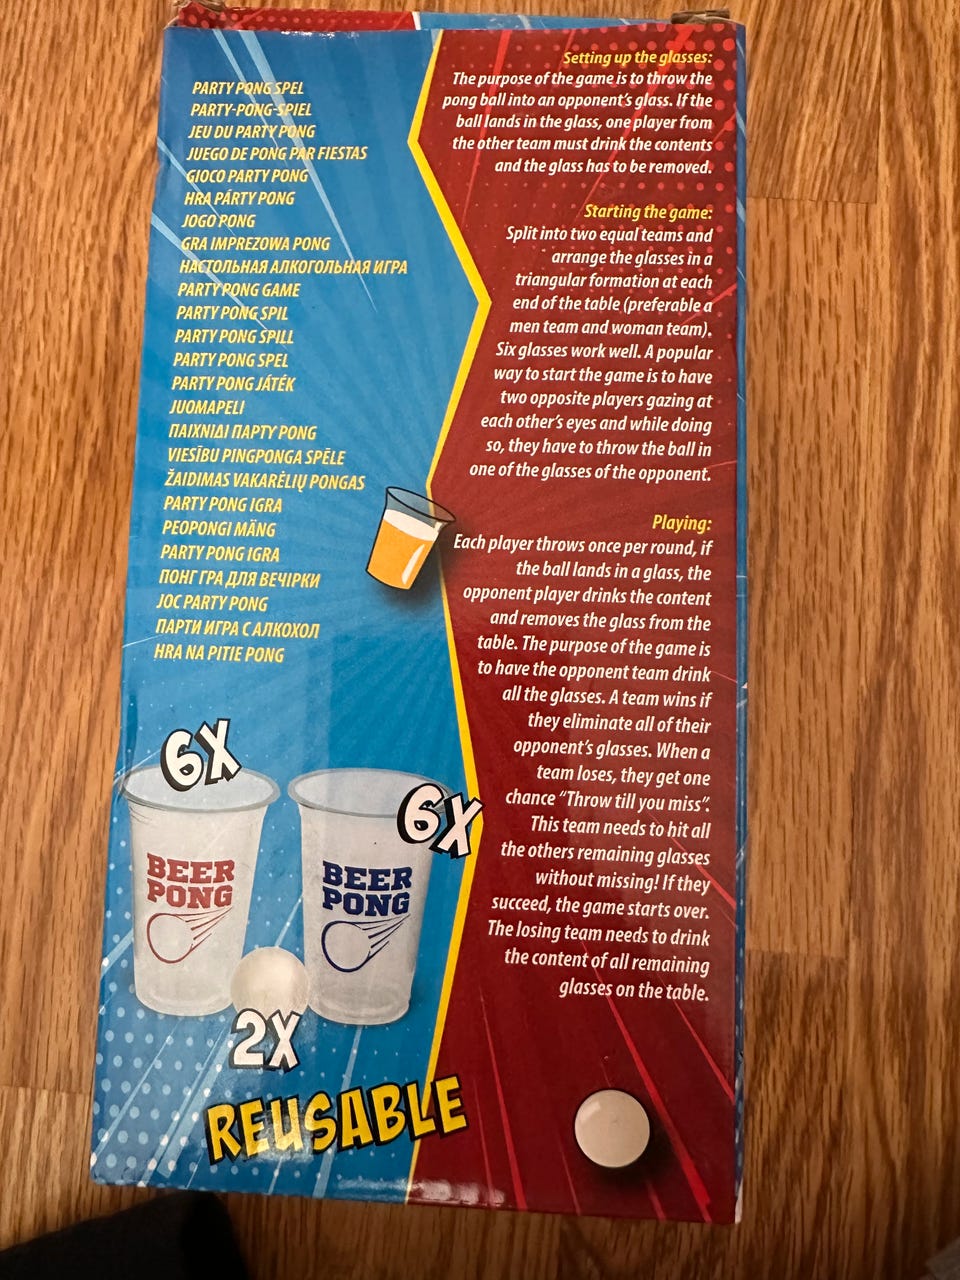 PARTY PONG SPEL
PARTY-PONG-SPIEL
JEU DU PARTY PONG
JUEGO DE PONG PAR FIESTAS
GIOCO PARTY PONG
HRA PÁRTY PONG
JOGO PONG
GRA IMPREZOWA PONG
НАСТОЛЬНАЯ АЛКОГОЛЬНАЯ ИГРА
PARTY PONG GAME
PARTY PONG SPIL
PARTY PONG SPILL
PARTY PONG SPEL
PARTY PONG JÁTÉK
JUOMAPELI
ΠΑΙΧΝΙΔΙ ΠΑΡΤΥ PONG
VIESĪBU PINGPONGA SPĒLE
ŽAIDIMAS VAKARĖLIŲ PONGAS
PARTY PONG IGRA
PEOPONGI MÄNG
PARTY PONG IGRA
ПОНГ ГРА ДЛЯ ВЕЧІРКИ
JOC PARTY PONG
ПАРТИ ИГРА С АЛКОХОЛ
HRA NA PITIE PONG
6X
6X
BEER
PONG
BEER
PONG
2X
REUSABLE
Setting up the glasses:
The purpose of the game is to throw the
pong ball into an opponent's glass. If the
ball lands in the glass, one player from
the other team must drink the contents
and the glass has to be removed.
Starting the game:
Split into two equal teams and
arrange the glasses in a
triangular formation at each
end of the table (preferable a
men team and woman team).
Six glasses work well. A popular
way to start the game is to have
two opposite players gazing at
each other's eyes and while doing
so, they have to throw the ball in
one of the glasses of the opponent.
Playing:
Each player throws once per round, if
the ball lands in a glass, the
opponent player drinks the content
and removes the glass from the
table. The purpose of the game is
to have the opponent team drink
all the glasses. A team wins if
they eliminate all of their
opponent's glasses. When a
team loses, they get one
chance "Throw till you miss".
This team needs to hit all
the others remaining glasses
without missing! If they
succeed, the game starts over.
The losing team needs to drink
the content of all remaining
glasses on the table.